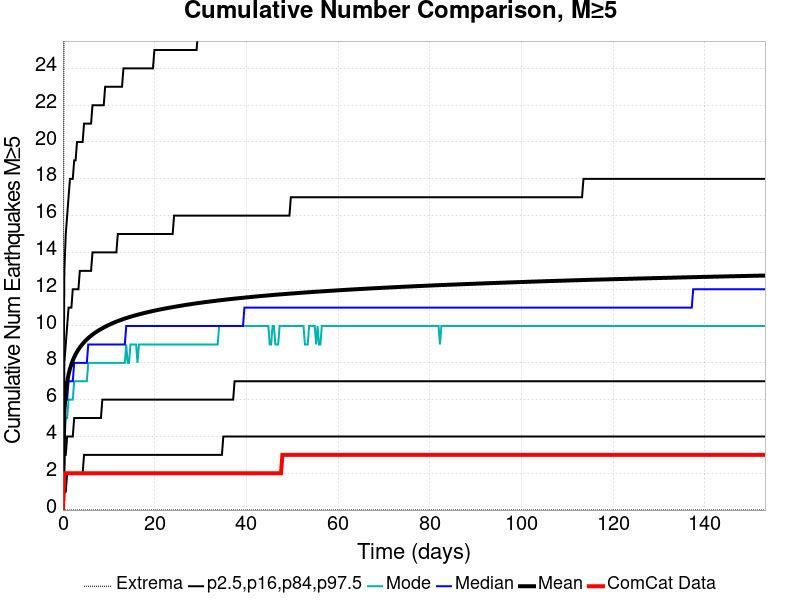 Cumulative Number Comparison, M≥5
Cumulative Num Earthquakes M≥5
24
22
20
18
16
14
12
10
8
6
4
2
0
0 20 40 60 80 100 120 140
Time (days)
Extrema p2.5,p16,p84,p97.5 Mode Median Mean ComCat Data